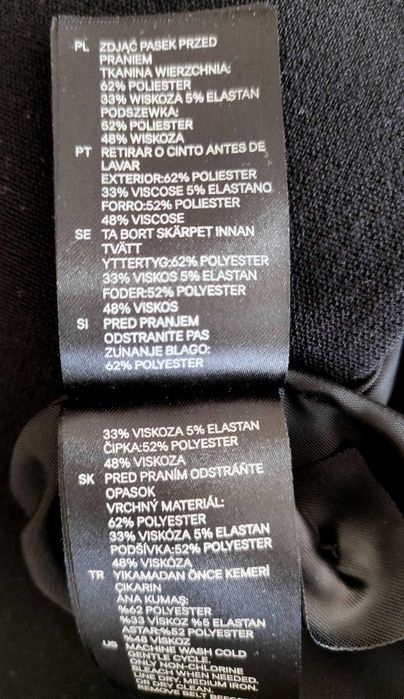 PL ZDJĄĆ PASEK PRZED
PRANIEM
TKANINA WIERZCHNIA:
62% POLIESTER
33% WISKOZA 5% ELASTAN
PODSZEWKA:
52% POLIESTER
48% WISKOZA
PT RETIRAR O CINTO ANTES DE
LAVAR
EXTERIOR:62% POLIESTER
33% VISCOSE 5% ELASTANO
FORRO:52% POLIESTER
48% VISCOSE
SE TA BORT SKÄRPET INNAN
TVÄTT
YTTERTYG:62% POLYESTER
33% VISKOS 5% ELASTAN
FODER:52% POLYESTER
48% VISKOS
SI PRED PRANJEM
ODSTRANITE PAS
ZUNANJE BLAGO:
62% POLYESTER
33% VISKOZA 5% ELASTAN
ČIPKA:52% POLYESTER
48% VISKOZA
SK PRED PRANÍM ODSTRÁŇTE
OPASOK
VRCHNÝ MATERIÁL:
62% POLYESTER
33% VISKÓZA 5% ELASTAN
PODŠÍVKA:52% POLYESTER
48% VISKÓZA
TR YIKAMADAN ÖNCE KEMERİ
ÇIKARIN
ANA KUMAŞ:
%62 POLYESTER
%33 VİSKOZ %5 ELASTAN
ASTAR:%52 POLYESTER
%48 VİSKOZ
US MACHINE WASH COLD
GENTLE CYCLE.
ONLY NON-CHLORINE
BLEACH WHEN NEEDED.
LINE DRY. MEDIUM IRON.
OR DRY CLEAN.
REMOVE BELT BEFORE